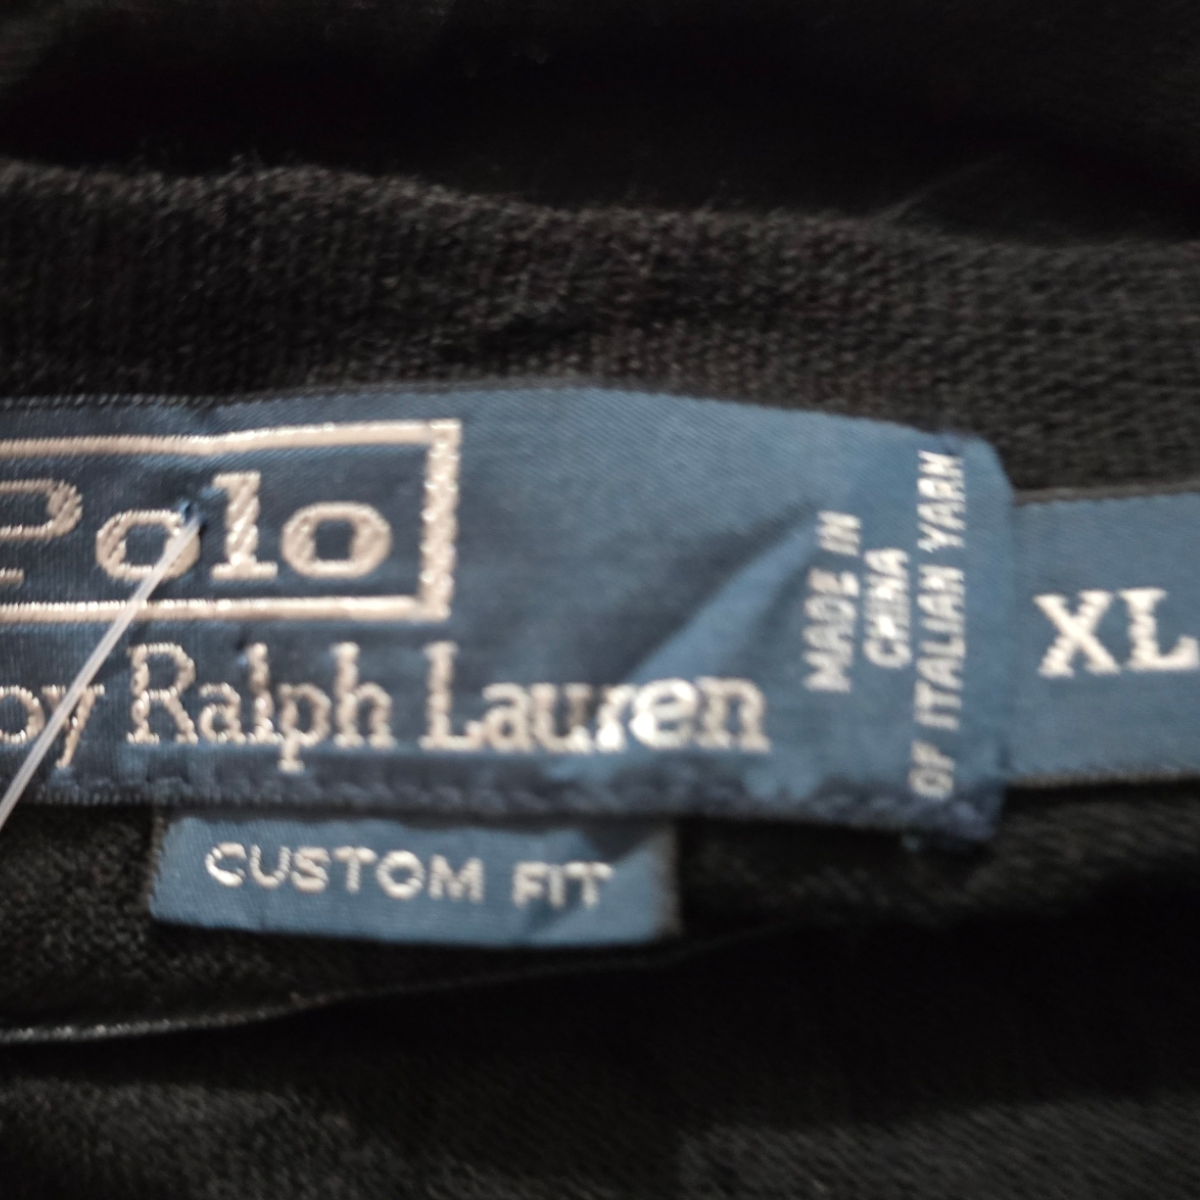 Polo
by Ralph Lauren
MADE IN
CHINA
OF ITALIAN YARN
XL
CUSTOM FIT